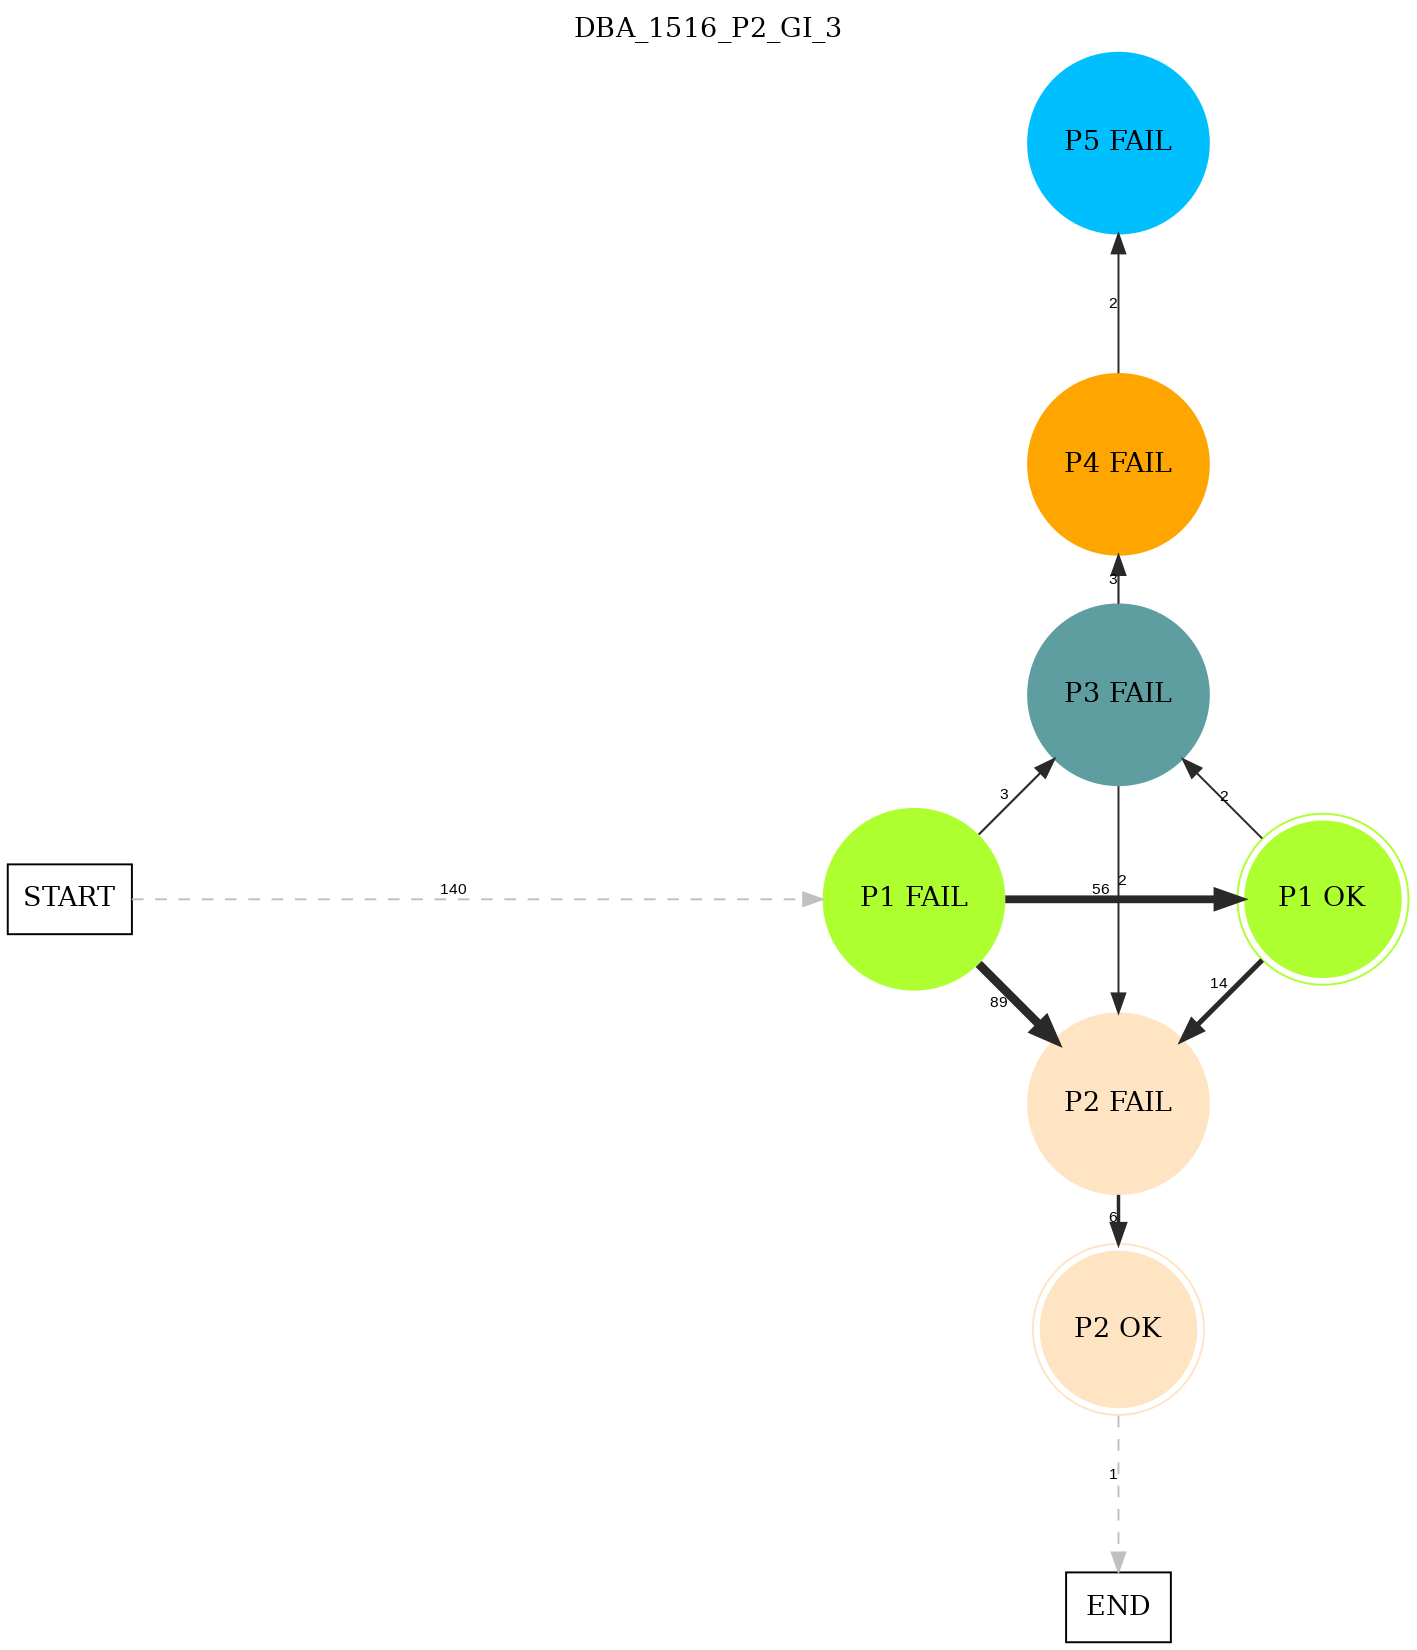 DBA_1516_P2_GI_3
P5 FAIL
2
P4 FAIL
3
P3 FAIL
3
2
START
140
P1 FAIL
56
2
P1 OK
89
14
P2 FAIL
6
P2 OK
1
END